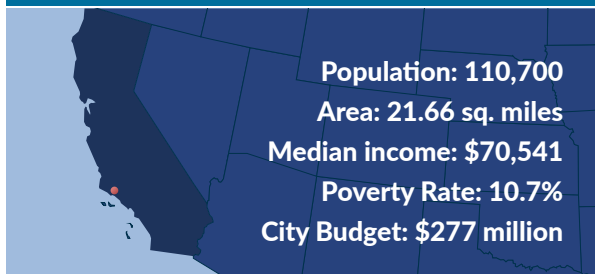 Population: 110,700
Area: 21.66 sq. miles
Median income: $70,541
Poverty Rate: 10.7%
City Budget: $277 million